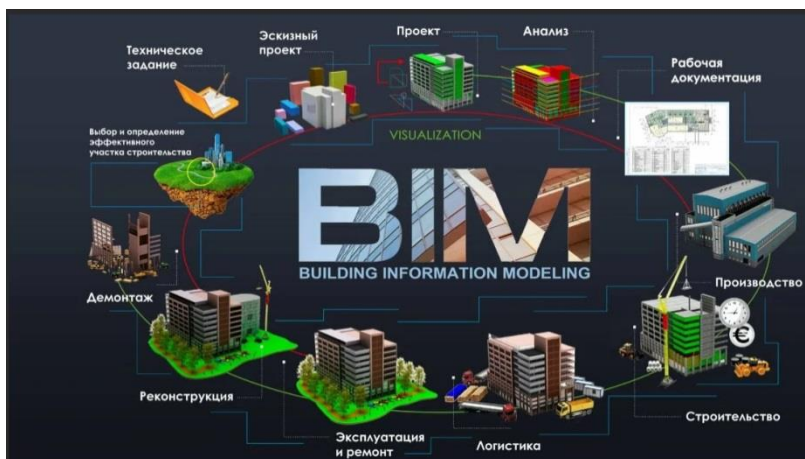 Техническое
задание
Эскизный
проект
Проект
Анализ
Рабочая
документация
Выбор и определение
эффективного
участка строительства
VISUALIZATION
BIM
BUILDING INFORMATION MODELING
Демонтаж
Производство
Реконструкция
Эксплуатация
и ремонт
Логистика
Строительство
€